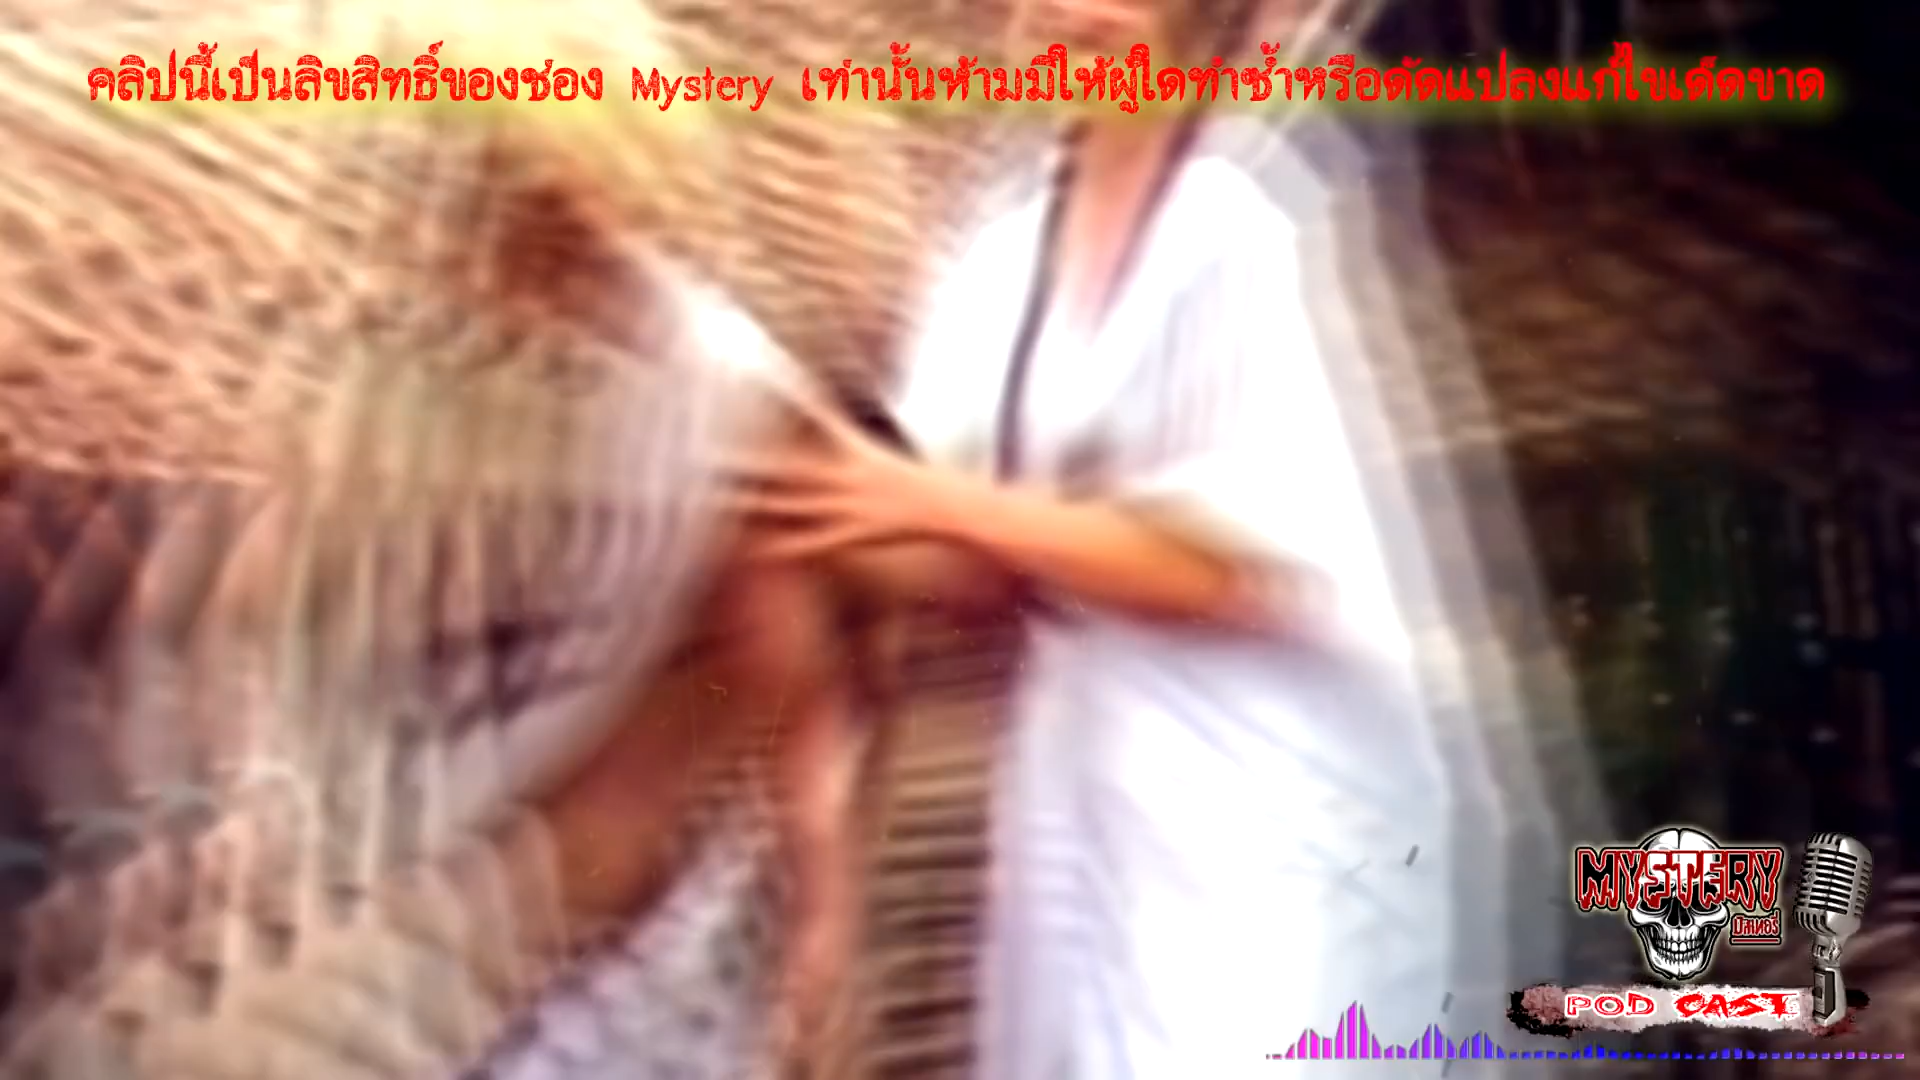 คลิปนี้เป็นลิขสิทธิ์ของช่อง Mystery เท่านั้นห้ามมิให้ผู้ใดทำซ้ำหรือดัดแปลงแก้ไขเด็ดขาด
MYSTERY
มิสเทอรี่
POD CAST